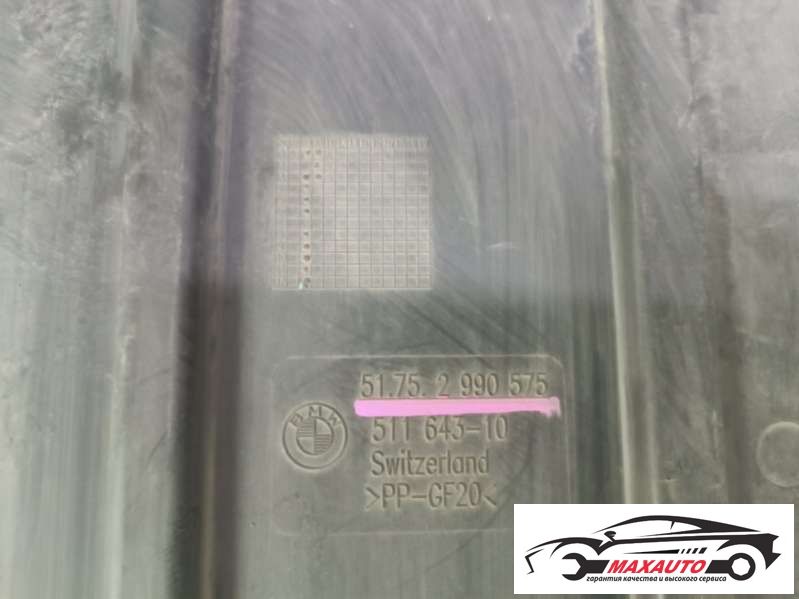 51.75. 2 990 575
BMW
511 643-10
Switzerland
>PP-GF20<
MAXAUTO
гарантия качества и высокого сервиса